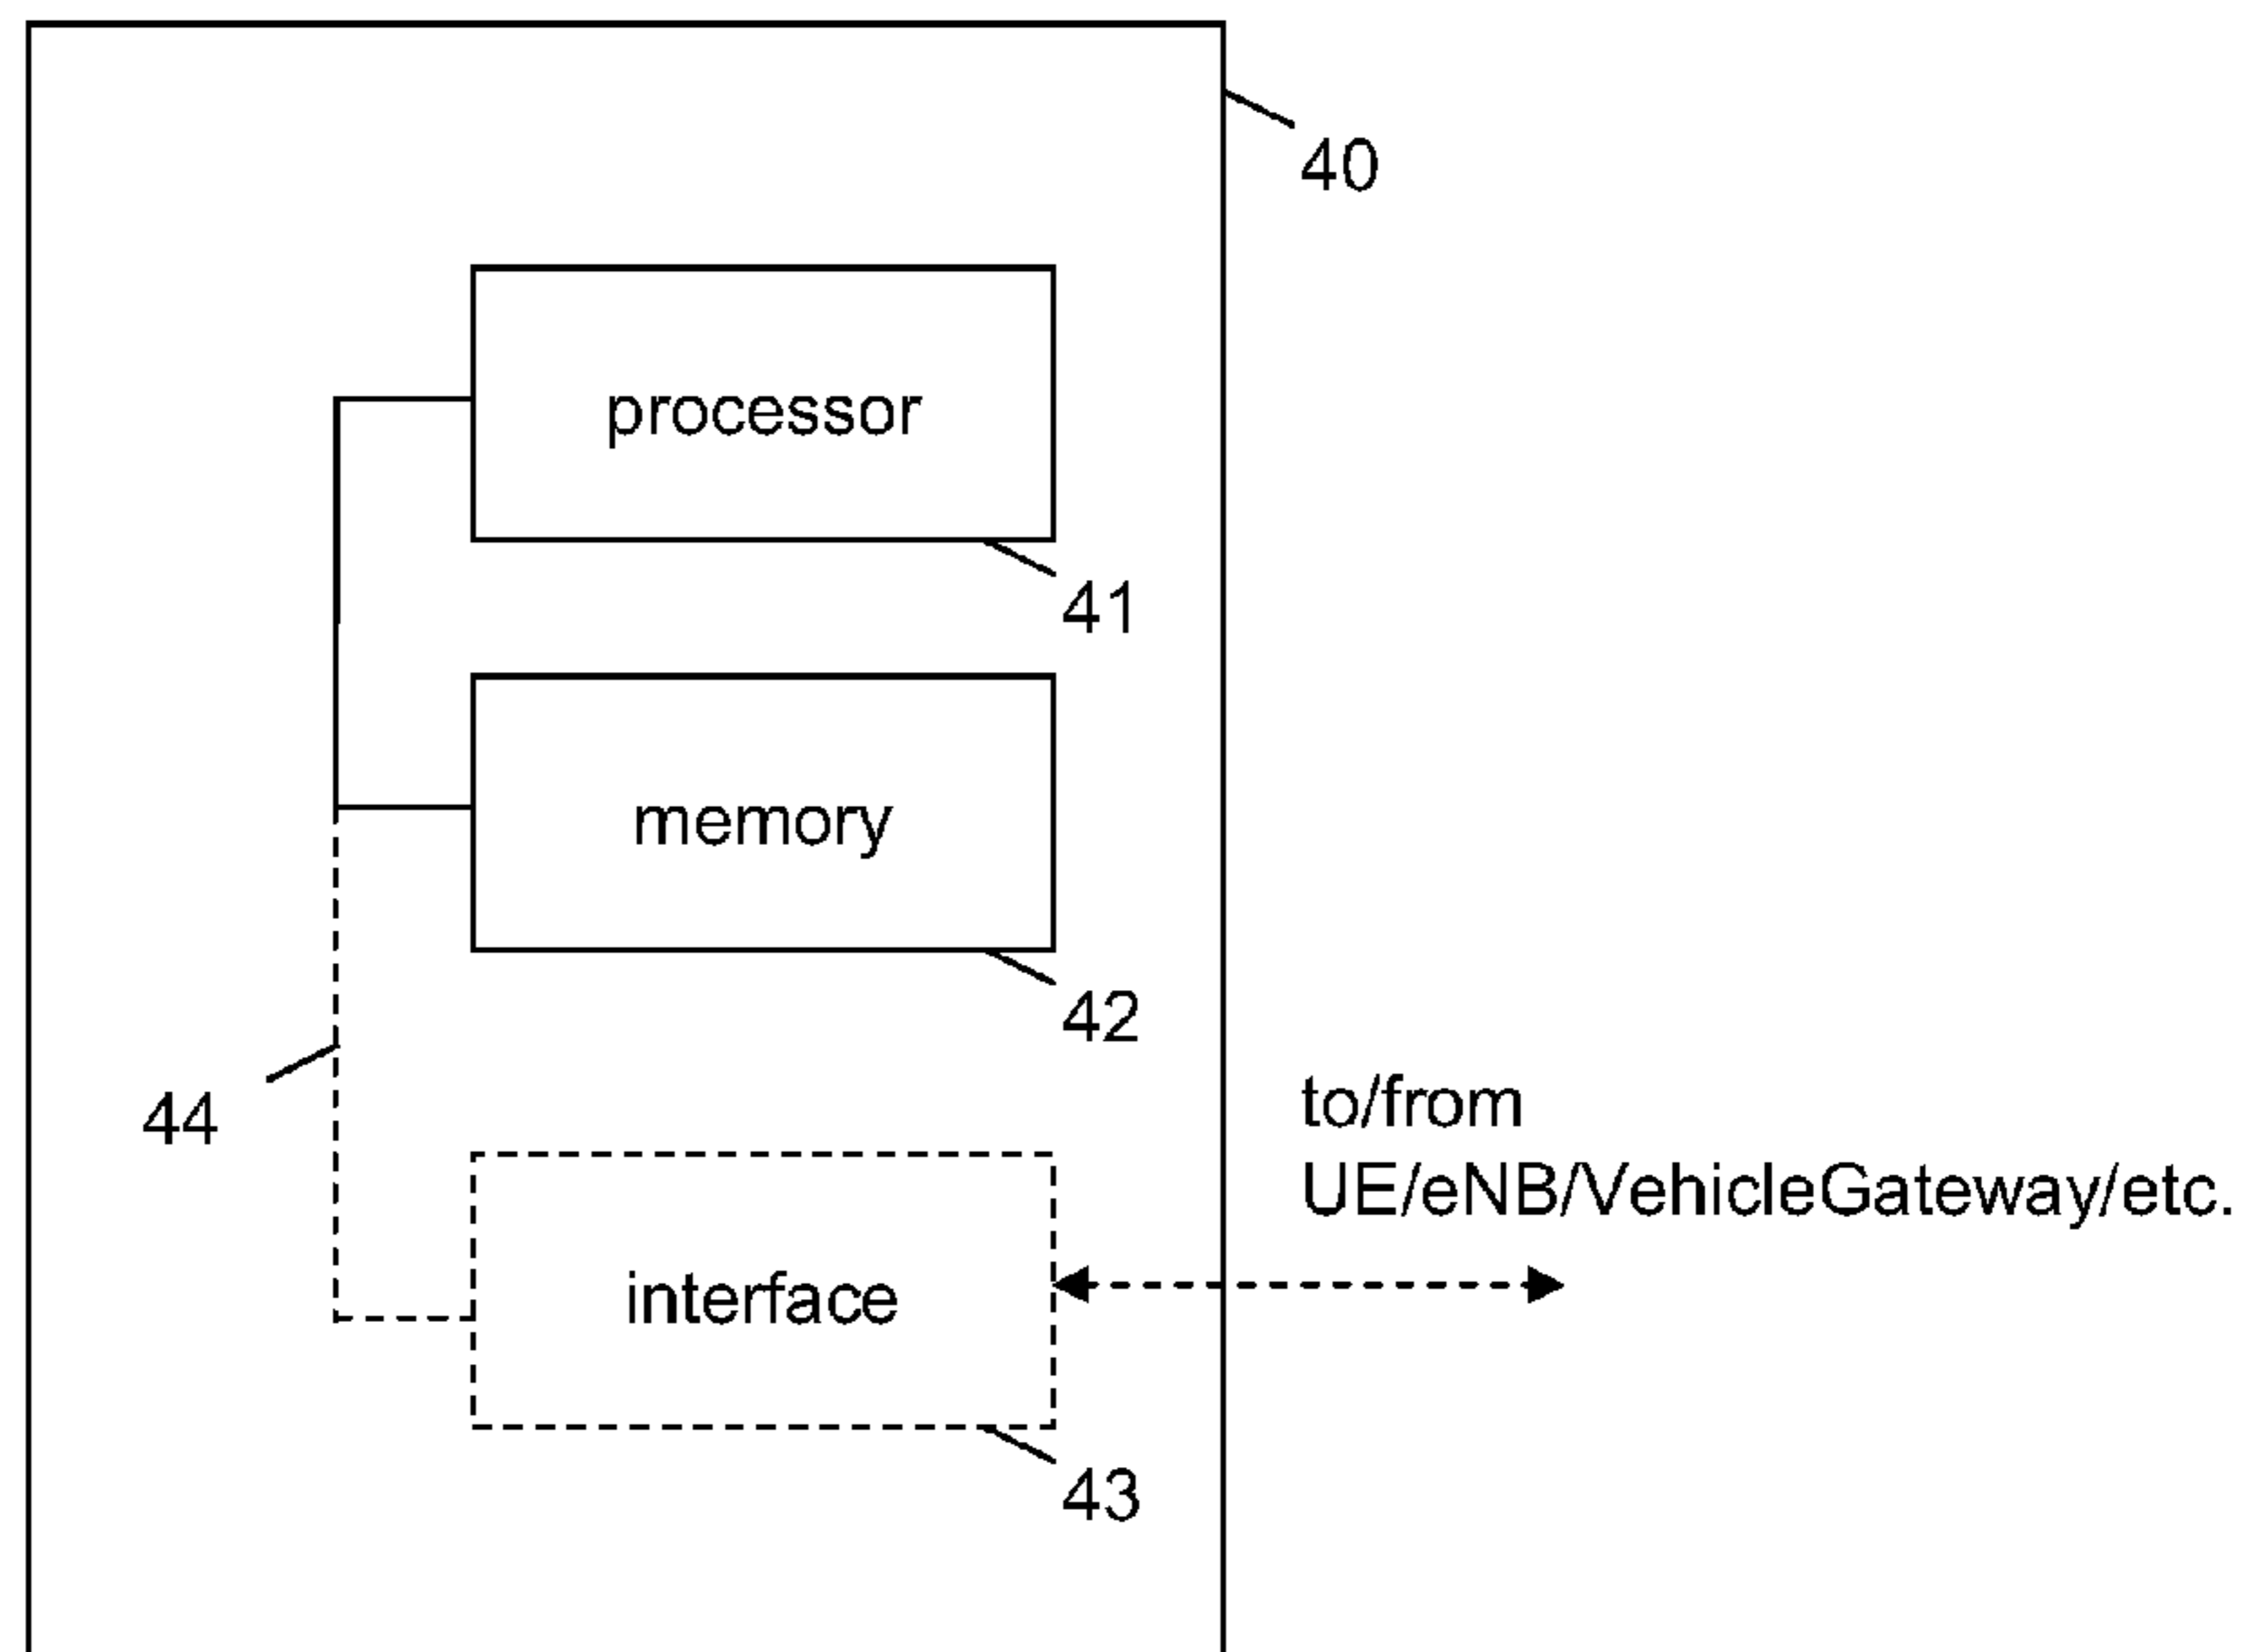 40
processor
41
memory
42
44
to/from
UE/eNB/VehicleGateway/etc.
interface
43